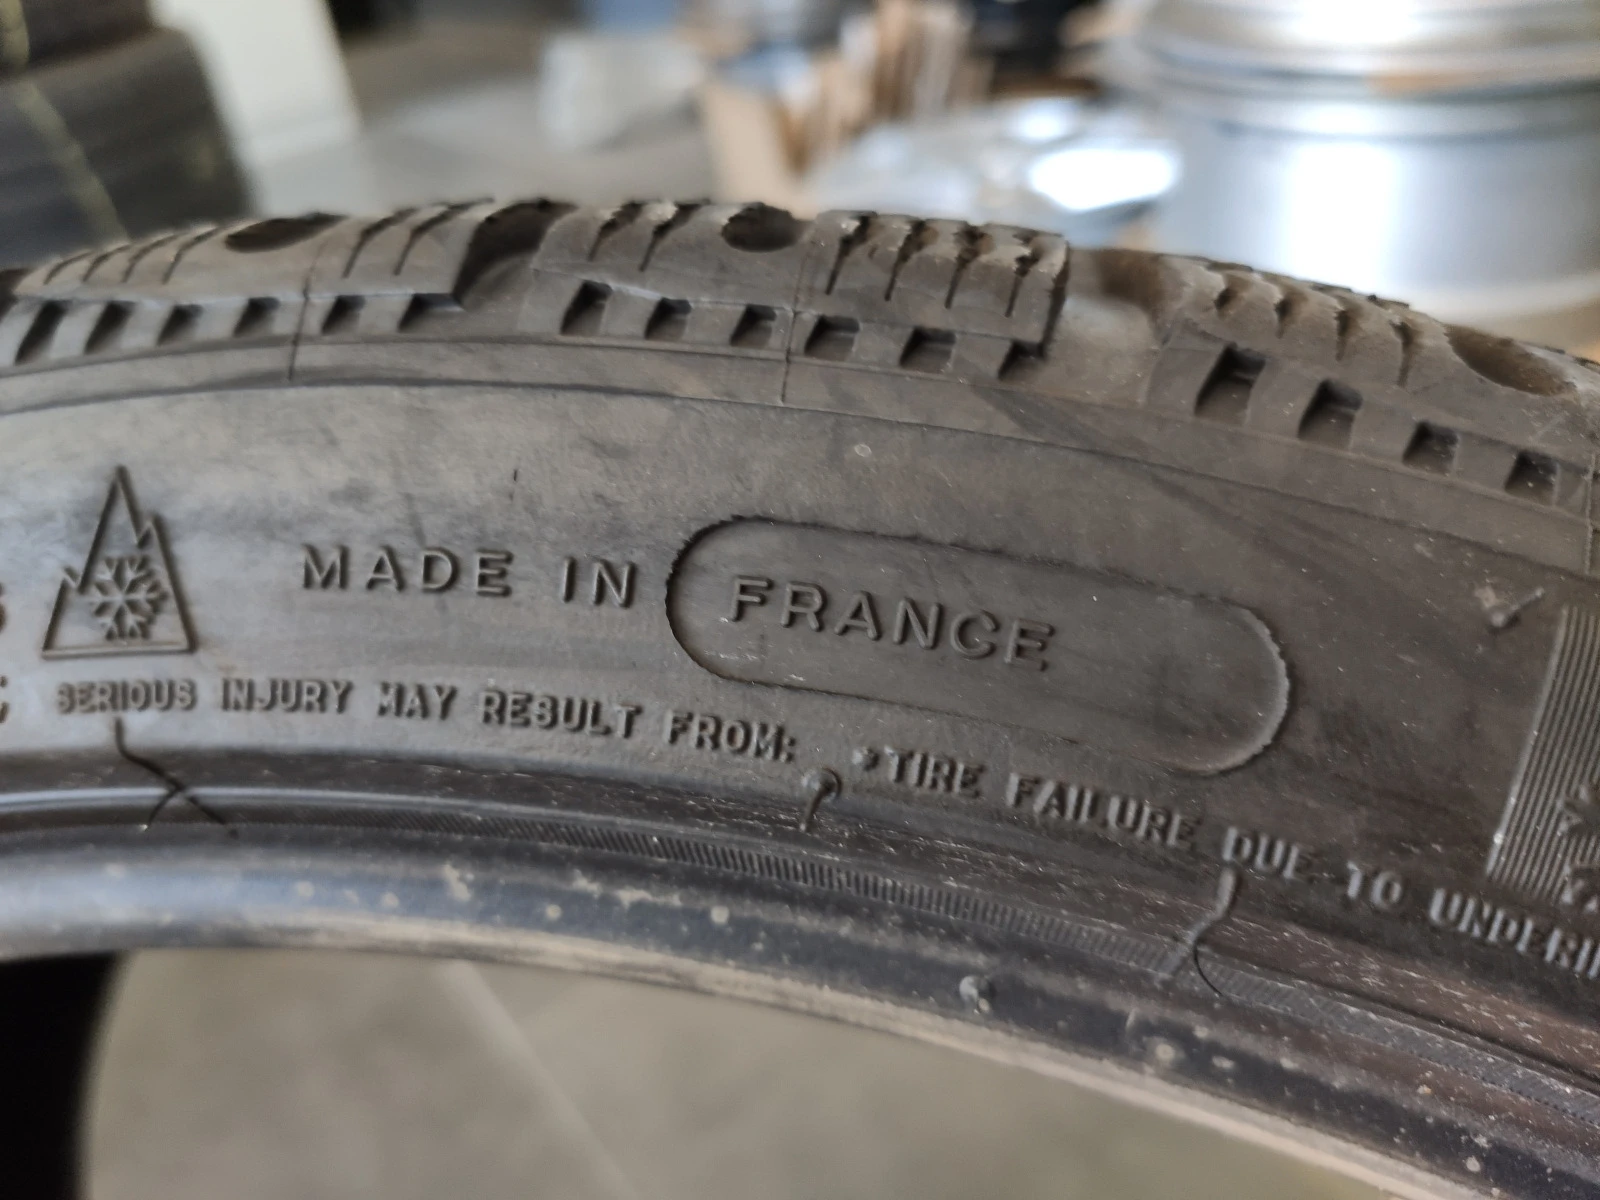 MADE IN FRANCE
SERIOUS INJURY MAY RESULT FROM: •TIRE FAILURE DUE TO